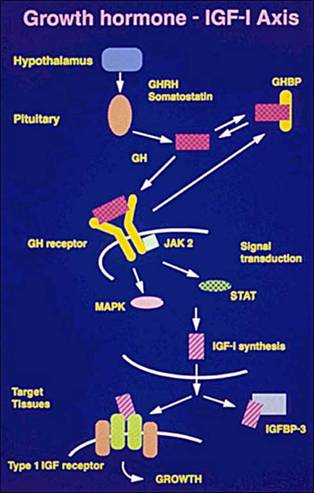 Growth hormone - IGF-I Axis
Hypothalamus
GHRH
Somatostatin
GHBP
Pituitary
GH
GH receptor
JAK 2
Signal
transduction
MAPK
STAT
IGF-I synthesis
Target
Tissues
IGFBP-3
Type 1 IGF receptor
GROWTH